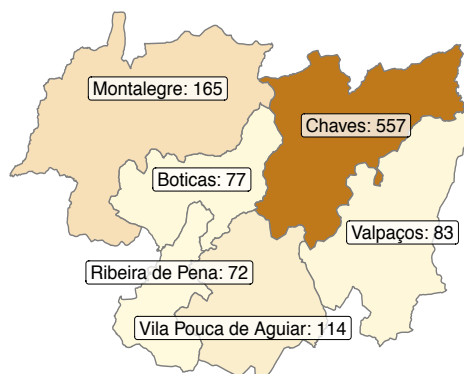 Montalegre: 165
Chaves: 557
Boticas: 77
Valpaços: 83
Ribeira de Pena: 72
Vila Pouca de Aguiar: 114